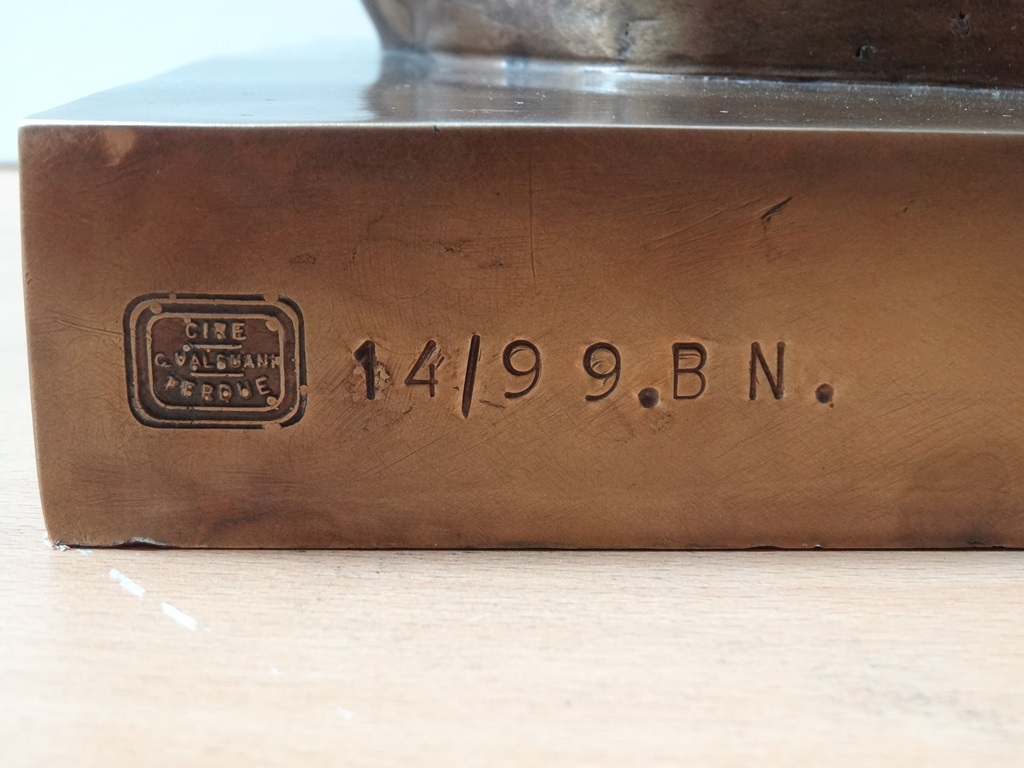 CIRE
C. VALSUANI
PERDUE
14/99.BN.